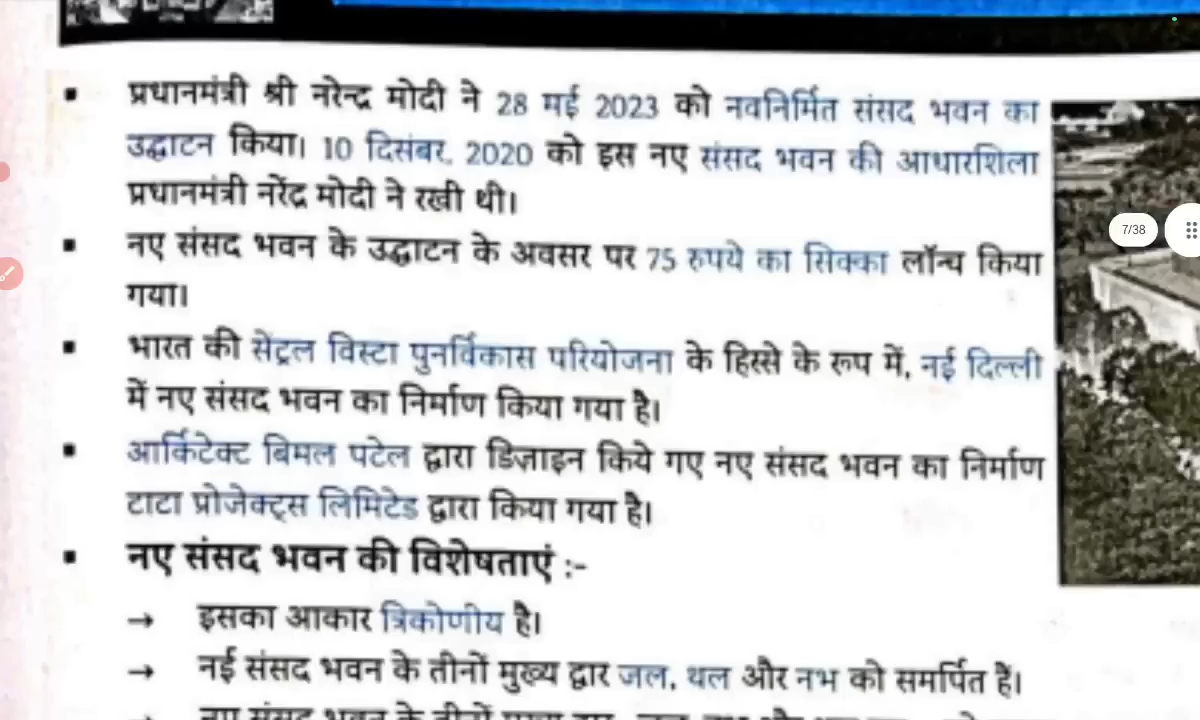 ▪ प्रधानमंत्री श्री नरेन्द्र मोदी ने 28 मई 2023 को नवनिर्मित संसद भवन का
उद्घाटन किया। 10 दिसंबर, 2020 को इस नए संसद भवन की आधारशिला
प्रधानमंत्री नरेंद्र मोदी ने रखी थी।
▪ नए संसद भवन के उद्घाटन के अवसर पर 75 रुपये का सिक्का लॉन्च किया
गया।
7/38
▪ भारत की सेंट्रल विस्टा पुनर्विकास परियोजना के हिस्से के रूप में, नई दिल्ली
में नए संसद भवन का निर्माण किया गया है।
▪ आर्किटेक्ट बिमल पटेल द्वारा डिज़ाइन किये गए नए संसद भवन का निर्माण
टाटा प्रोजेक्ट्स लिमिटेड द्वारा किया गया है।
▪ नए संसद भवन की विशेषताएं :-
→ इसका आकार त्रिकोणीय है।
→ नई संसद भवन के तीनों मुख्य द्वार जल, थल और नभ को समर्पित हैं।